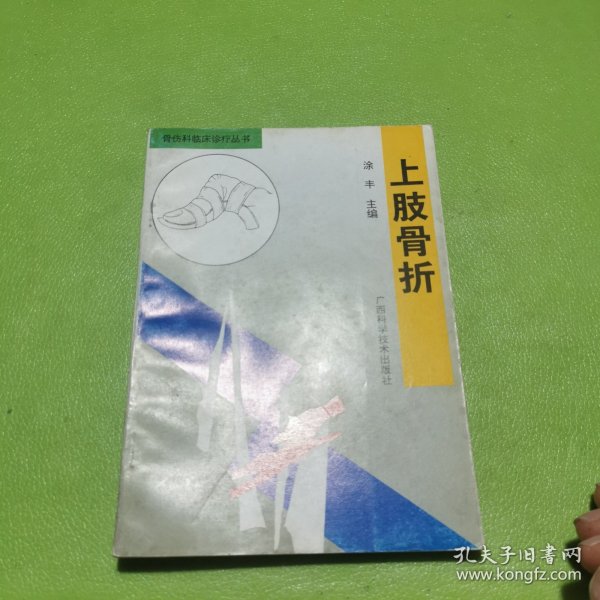 骨伤科临床诊疗丛书
上肢骨折
涂丰 主编
广西科学技术出版社
孔夫子旧書网
www.kongfz.com